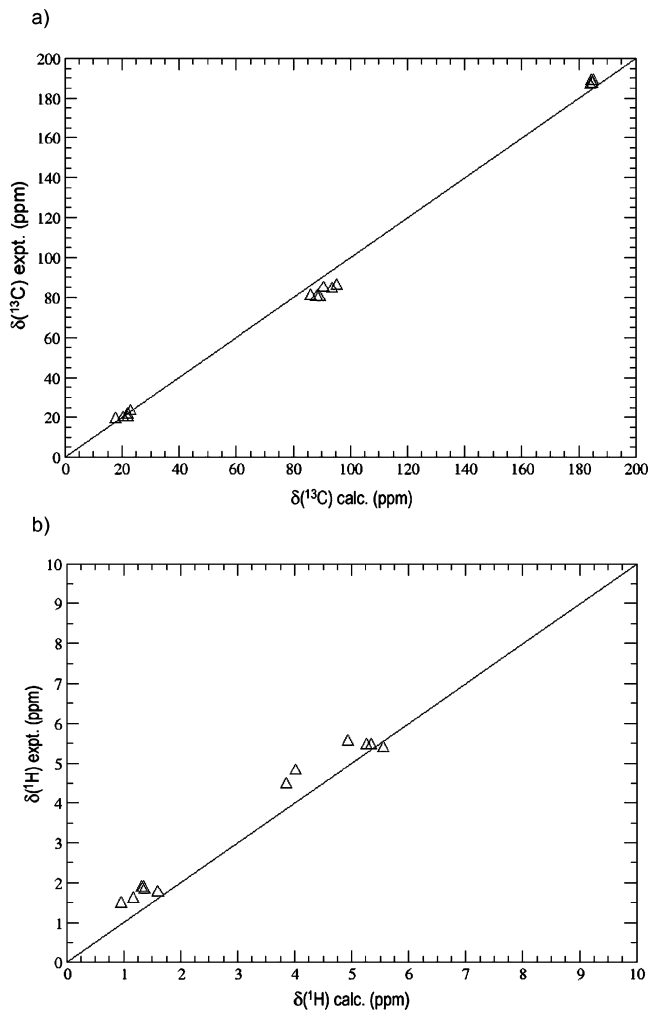 a)
200
180
160
140
120
100
80
60
40
20
0
δ(¹³C) expt. (ppm)
0 20 40 60 80 100 120 140 160 180 200
δ(¹³C) calc. (ppm)
b)
10
9
8
7
6
5
4
3
2
1
0
δ(¹H) expt. (ppm)
0 1 2 3 4 5 6 7 8 9 10
δ(¹H) calc. (ppm)